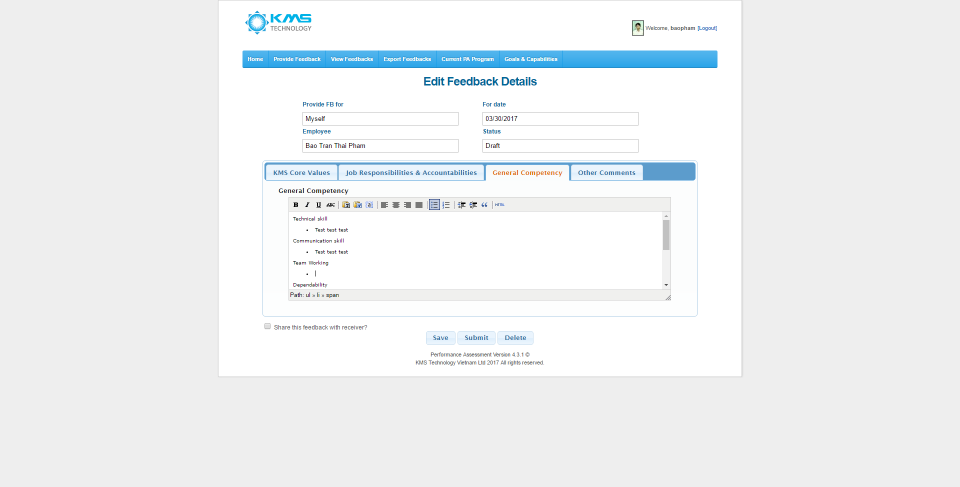 KMS
TECHNOLOGY
Welcome, baopham [Logout]
Home Provide Feedback View Feedbacks Export Feedbacks Current PA Program Goals & Capabilities
Edit Feedback Details
Provide FB for For date
Myself 03/30/2017
Employee Status
Bao Tran Thai Pham Draft
KMS Core Values Job Responsibilities & Accountabilities General Competency Other Comments
General Competency
B I U ABC HTML
Technical skill
• Test test test
Communication skill
• Test test test
Team Working
•
Dependability
Path: ul » li » span
Share this feedback with receiver?
Save Submit Delete
Performance Assessment Version 4.3.1 ©
KMS Technology Vietnam Ltd 2017 All rights reserved.